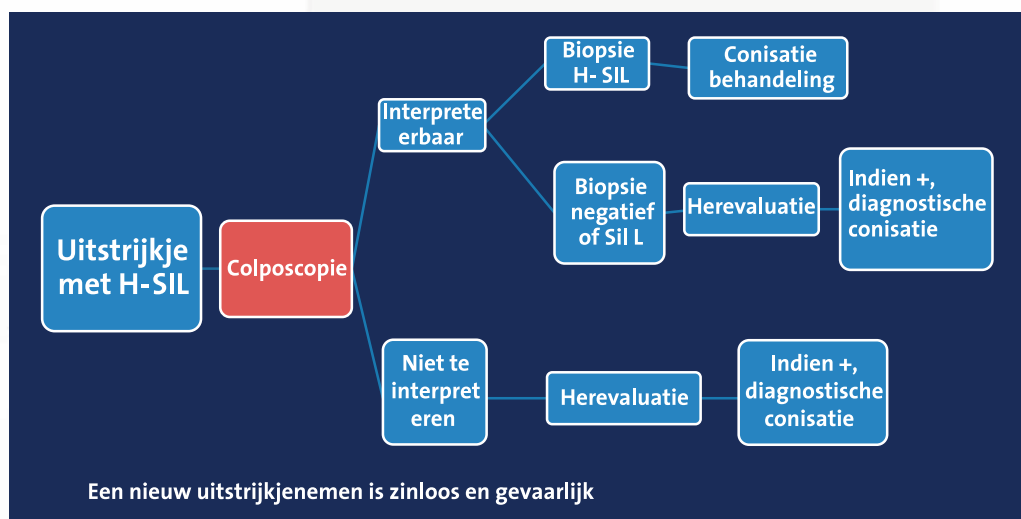 Uitstrijkje
met H-SIL
Colposcopie
Interprete
erbaar
Biopsie
H- SIL
Conisatie
behandeling
Biopsie
negatief
of Sil L
Herevaluatie
Indien +,
diagnostische
conisatie
Niet te
interpret
eren
Herevaluatie
Indien +,
diagnostische
conisatie
Een nieuw uitstrijkjenemen is zinloos en gevaarlijk